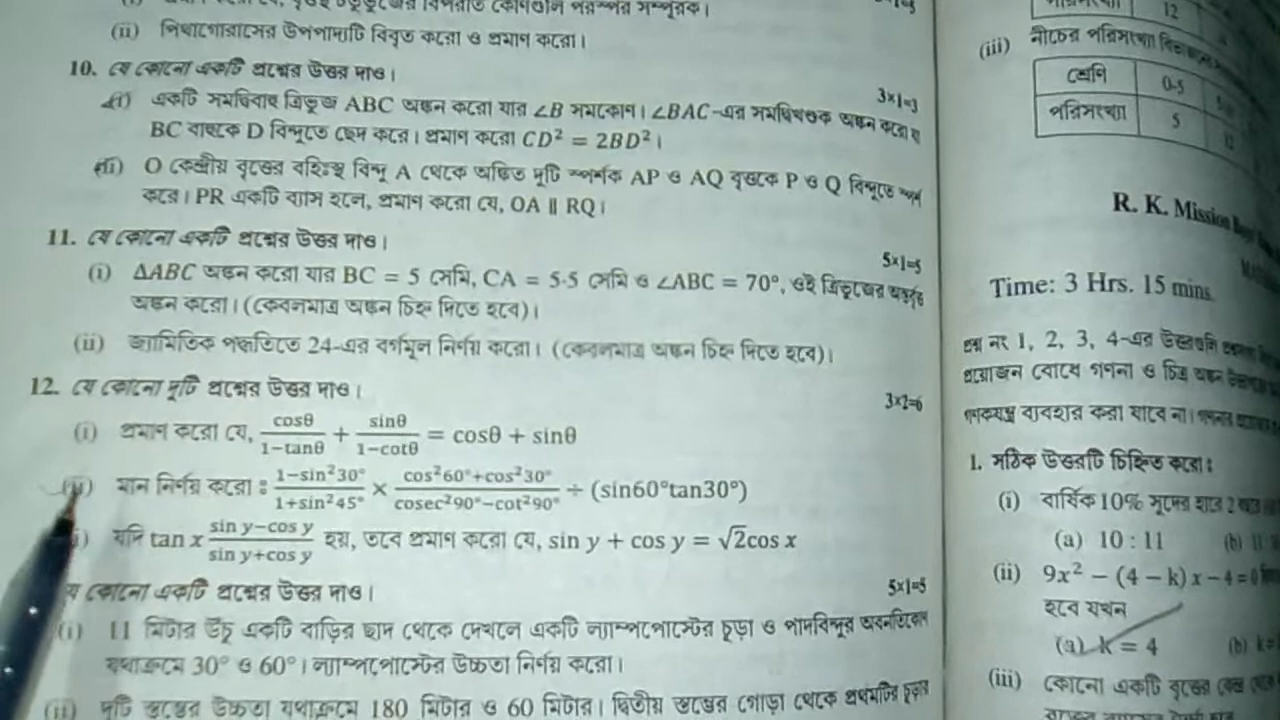 (ii) পিথাগোরাসের উপপাদ্যটি বিবৃত করো ও প্রমাণ করো।
10. যে কোনো একটি প্রশ্নের উত্তর দাও। 3×1=3
(i) একটি সমদ্বিবাহু ত্রিভুজ ABC অঙ্কন করো যার ∠B সমকোণ। ∠BAC-এর সমদ্বিখণ্ডক অঙ্কন করো য
BC বাহুকে D বিন্দুতে ছেদ করে। প্রমাণ করো CD² = 2BD²।
O কেন্দ্রীয় বৃত্তের বহিঃস্থ বিন্দু A থেকে অঙ্কিত দুটি স্পর্শক AP ও AQ বৃত্তকে P ও Q বিন্দুতে স্পর্শ
করে। PR একটি ব্যাস হলে, প্রমাণ করো যে, OA ॥ RQ।
11. যে কোনো একটি প্রশ্নের উত্তর দাও। 5×1=5
(i) ΔABC অঙ্কন করো যার BC = 5 সেমি, CA = 5·5 সেমি ও ∠ABC = 70°, ওই ত্রিভুজের অন্তর্বৃত্ত
অঙ্কন করো। (কেবলমাত্র অঙ্কন চিহ্ন দিতে হবে)।
(ii) জ্যামিতিক পদ্ধতিতে 24-এর বর্গমূল নির্ণয় করো। (কেবলমাত্র অঙ্কন চিহ্ন দিতে হবে)।
12. যে কোনো দুটি প্রশ্নের উত্তর দাও। 3×2=6
(i) প্রমাণ করো যে, cosθ/1−tanθ + sinθ/1−cotθ = cosθ + sinθ
মান নির্ণয় করো : 1−sin²30°/1+sin²45° × cos²60°+cos²30°/cosec²90°−cot²90° ÷ (sin60°tan30°)
যদি tan x sin y−cos y/sin y+cos y হয়, তবে প্রমাণ করো যে, sin y + cos y = √2cos x
যে কোনো একটি প্রশ্নের উত্তর দাও। 5×1=5
(i) 11 মিটার উঁচু একটি বাড়ির ছাদ থেকে দেখলে একটি ল্যাম্পপোস্টের চূড়া ও পাদবিন্দুর অবনতিকোণ
যথাক্রমে 30° ও 60°। ল্যাম্পপোস্টের উচ্চতা নির্ণয় করো।
(ii) দুটি স্তম্ভের উচ্চতা যথাক্রমে 180 মিটার ও 60 মিটার। দ্বিতীয় স্তম্ভের গোড়া থেকে প্রথমটির চূড়ার
12
(iii) নীচের পরিসংখ্যা
শ্রেণি 0-5
পরিসংখ্যা 5 12
R. K. Mission Boys
Time: 3 Hrs. 15 mins.
প্রশ্ন নং 1, 2, 3, 4-এর উত্তরগুলি
প্রয়োজন বোধে গণনা ও চিত্র অঙ্কন
গণকযন্ত্র ব্যবহার করা যাবে না।
1. সঠিক উত্তরটি চিহ্নিত করো :
(i) বার্ষিক 10% সুদের হারে 2
(a) 10 : 11 (b)
(ii) 9x² − (4 − k) x − 4 = 0
হবে যখন
(a) k = 4 (b)
(iii) কোনো একটি বৃত্তের